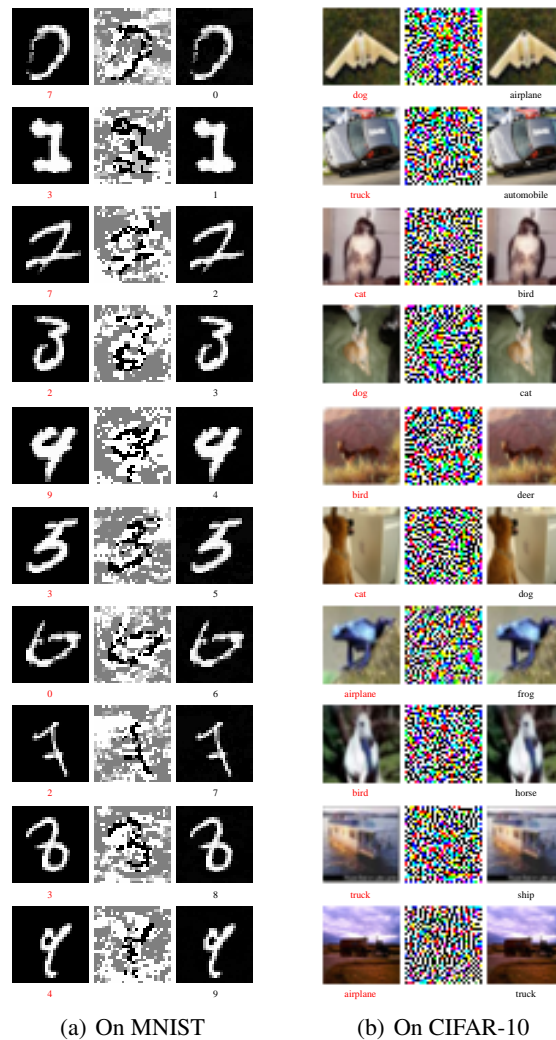 7 0
3 1
7 2
2 3
9 4
3 5
0 6
2 7
3 8
4 9
(a) On MNIST
dog airplane
truck automobile
cat bird
dog cat
bird deer
cat dog
airplane frog
bird horse
truck ship
airplane truck
(b) On CIFAR-10